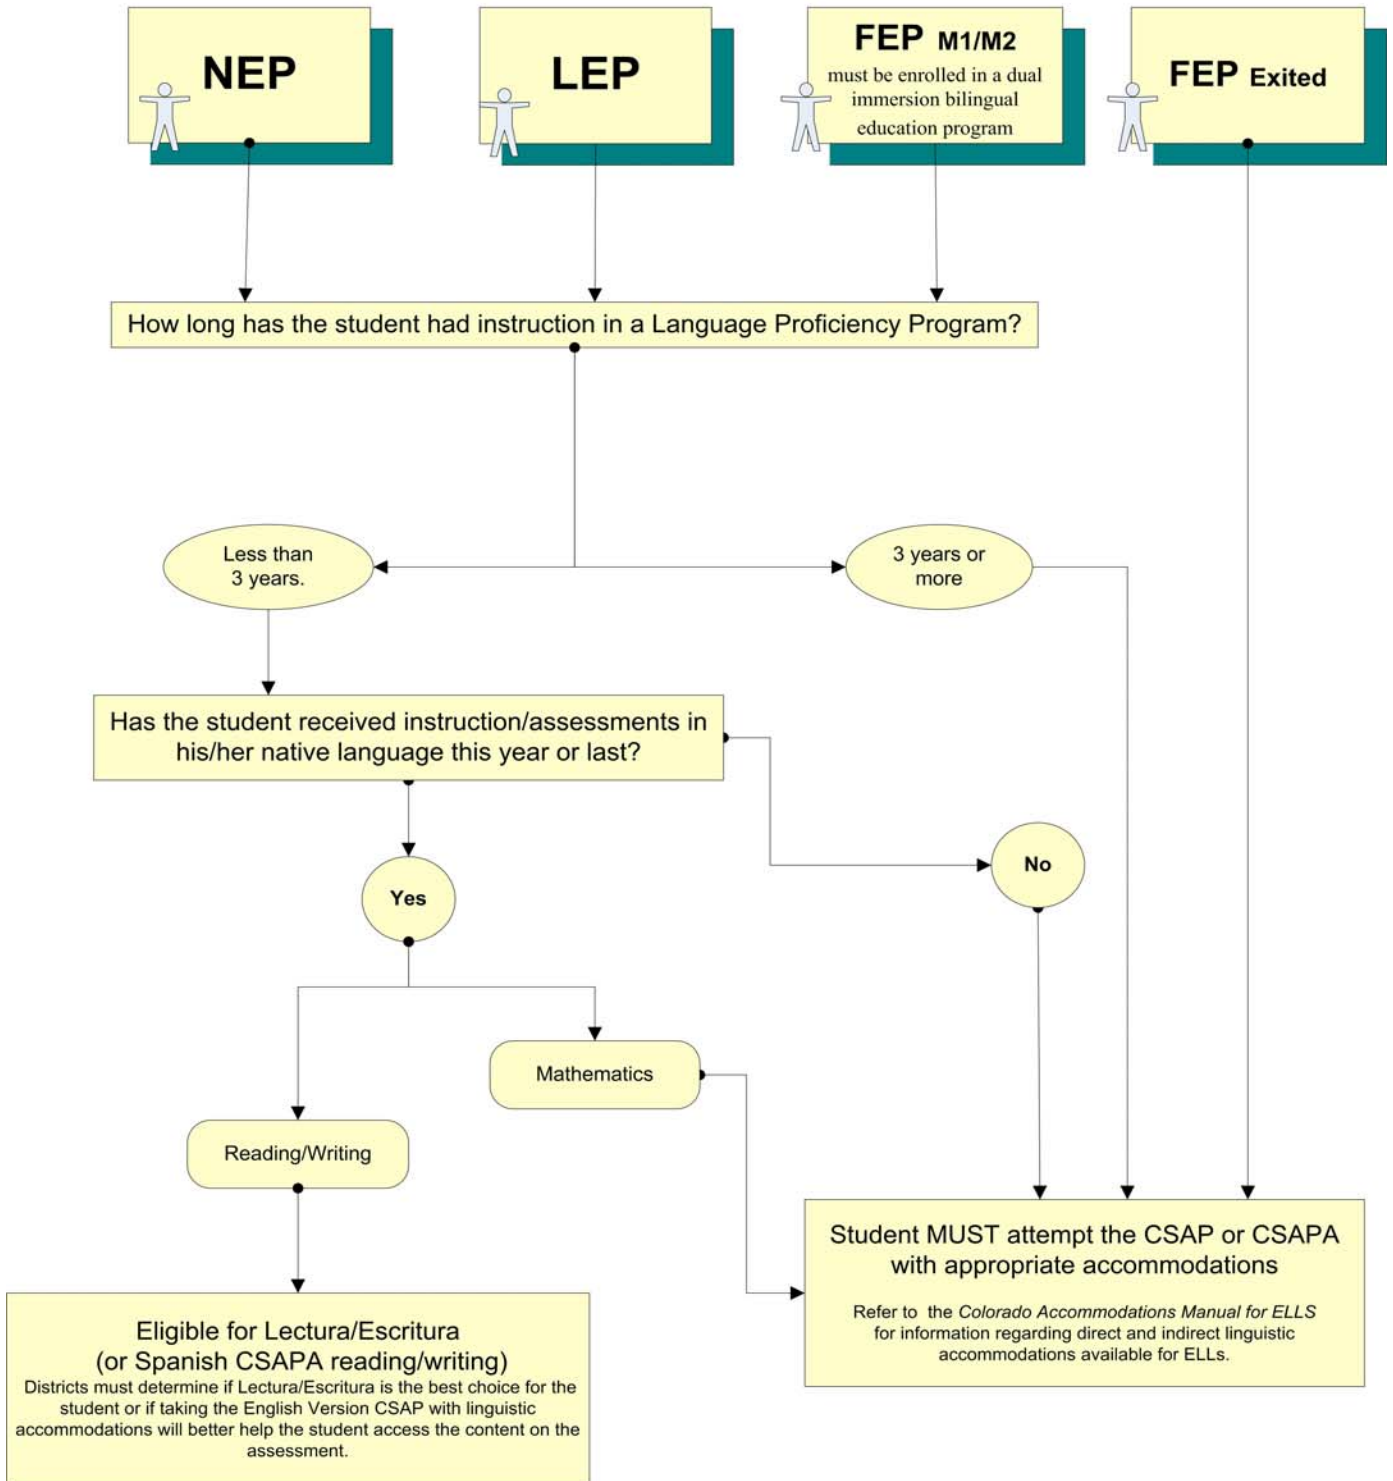 NEP
LEP
FEP M1/M2
must be enrolled in a dual
immersion bilingual
education program
FEP Exited
How long has the student had instruction in a Language Proficiency Program?
Less than
3 years.
3 years or
more
Has the student received instruction/assessments in
his/her native language this year or last?
No
Yes
Mathematics
Reading/Writing
Student MUST attempt the CSAP or CSAPA
with appropriate accommodations
Refer to the Colorado Accommodations Manual for ELLS
for information regarding direct and indirect linguistic
accommodations available for ELLs.
Eligible for Lectura/Escritura
(or Spanish CSAPA reading/writing)
Districts must determine if Lectura/Escritura is the best choice for the
student or if taking the English Version CSAP with linguistic
accommodations will better help the student access the content on the
assessment.